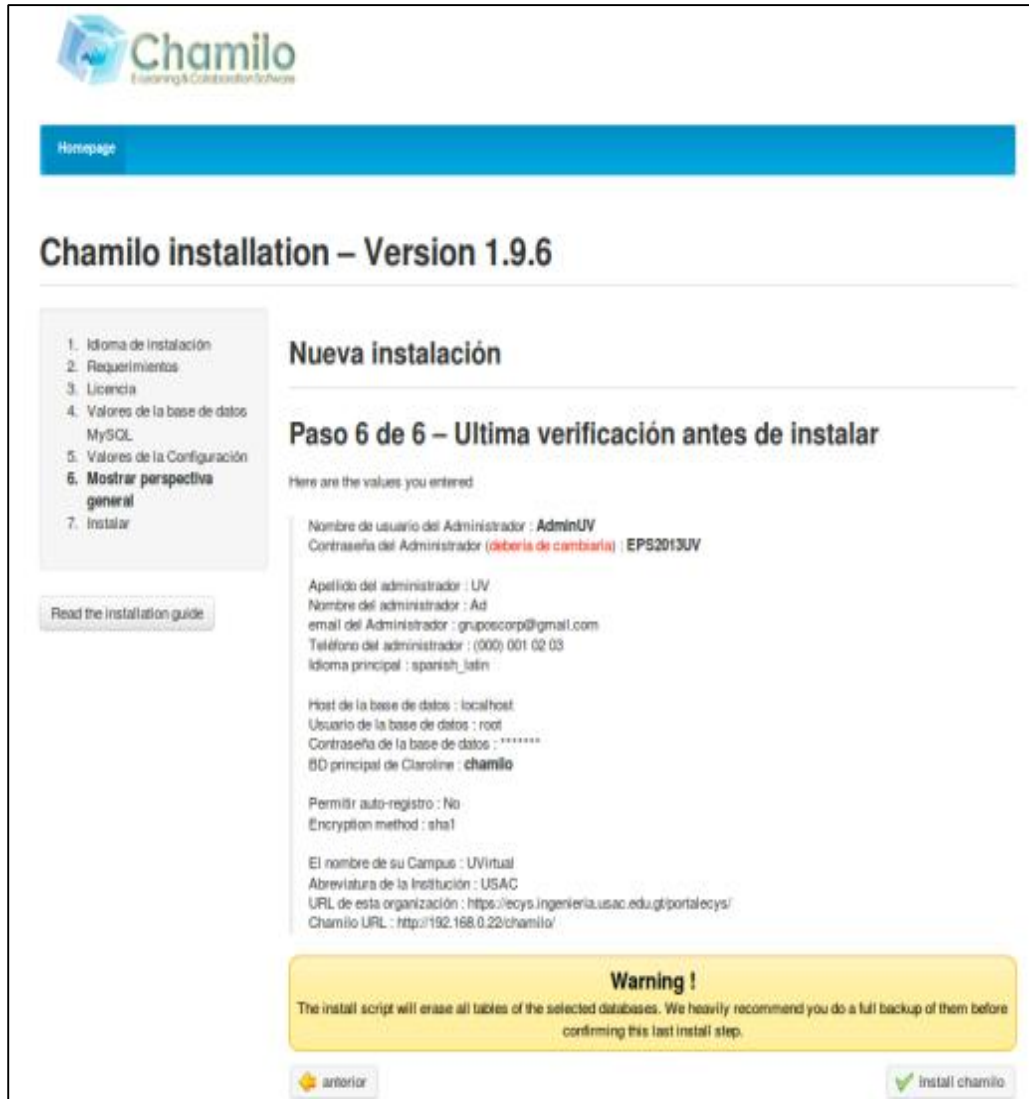 Chamilo
E-Learning & Collaboration Software
Homepage
Chamilo installation – Version 1.9.6
1. Idioma de instalación
2. Requerimientos
3. Licencia
4. Valores de la base de datos
MySQL
5. Valores de la Configuración
6. Mostrar perspectiva
general
7. Instalar
Read the installation guide
Nueva instalación
Paso 6 de 6 – Ultima verificación antes de instalar
Here are the values you entered
Nombre de usuario del Administrador : AdminUV
Contraseña del Administrador (debería de cambiarla) : EPS2013UV
Apellido del administrador : UV
Nombre del administrador : Ad
email del Administrador : gruposcorp@gmail.com
Teléfono del administrador : (000) 001 02 03
Idioma principal : spanish_latin
Host de la base de datos : localhost
Usuario de la base de datos : root
Contraseña de la base de datos : *******
BD principal de Claroline : chamilo
Permitir auto-registro : No
Encryption method : sha1
El nombre de su Campus : UVirtual
Abreviatura de la Institución : USAC
URL de esta organización : https://ecys.ingenieria.usac.edu.gt/portalecys/
Chamilo URL : http://192.168.0.22/chamilo/
Warning !
The install script will erase all tables of the selected databases. We heavily recommend you do a full backup of them before
confirming this last install step.
anterior
Install chamilo